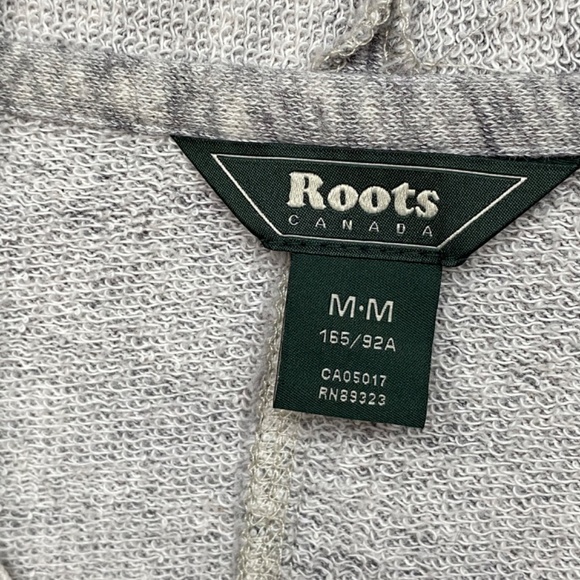 Roots
CANADA
M·M
165/92A
CA05017
RN89323